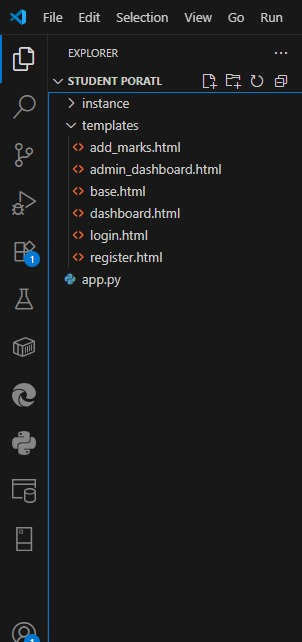 File Edit Selection View Go Run
EXPLORER
STUDENT PORATL
instance
templates
add_marks.html
admin_dashboard.html
base.html
dashboard.html
login.html
register.html
app.py
1
1